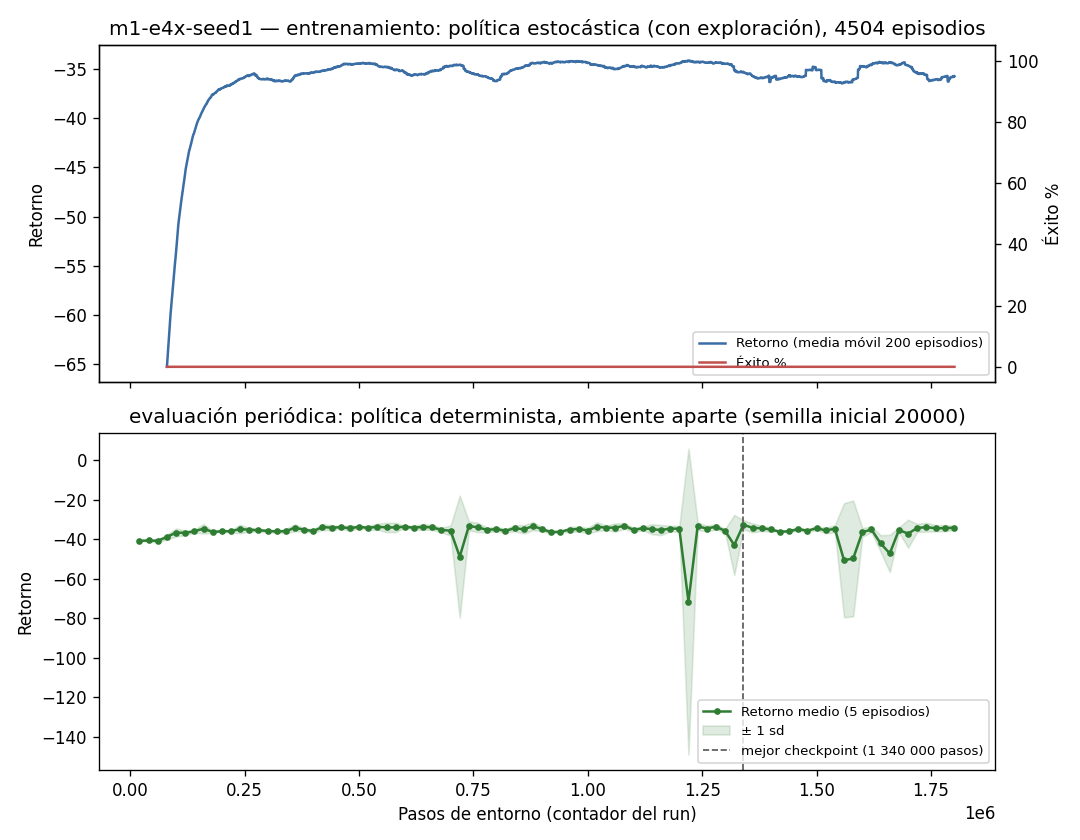 m1-e4x-seed1 — entrenamiento: política estocástica (con exploración), 4504 episodios
−35
−40
−45
−50
−55
−60
−65
Retorno
100
80
60
40
20
0
Éxito %
Retorno (media móvil 200 episodios)
Éxito %
evaluación periódica: política determinista, ambiente aparte (semilla inicial 20000)
0
−20
−40
−60
−80
−100
−120
−140
Retorno
Retorno medio (5 episodios)
± 1 sd
mejor checkpoint (1 340 000 pasos)
0.00 0.25 0.50 0.75 1.00 1.25 1.50 1.75
1e6
Pasos de entorno (contador del run)